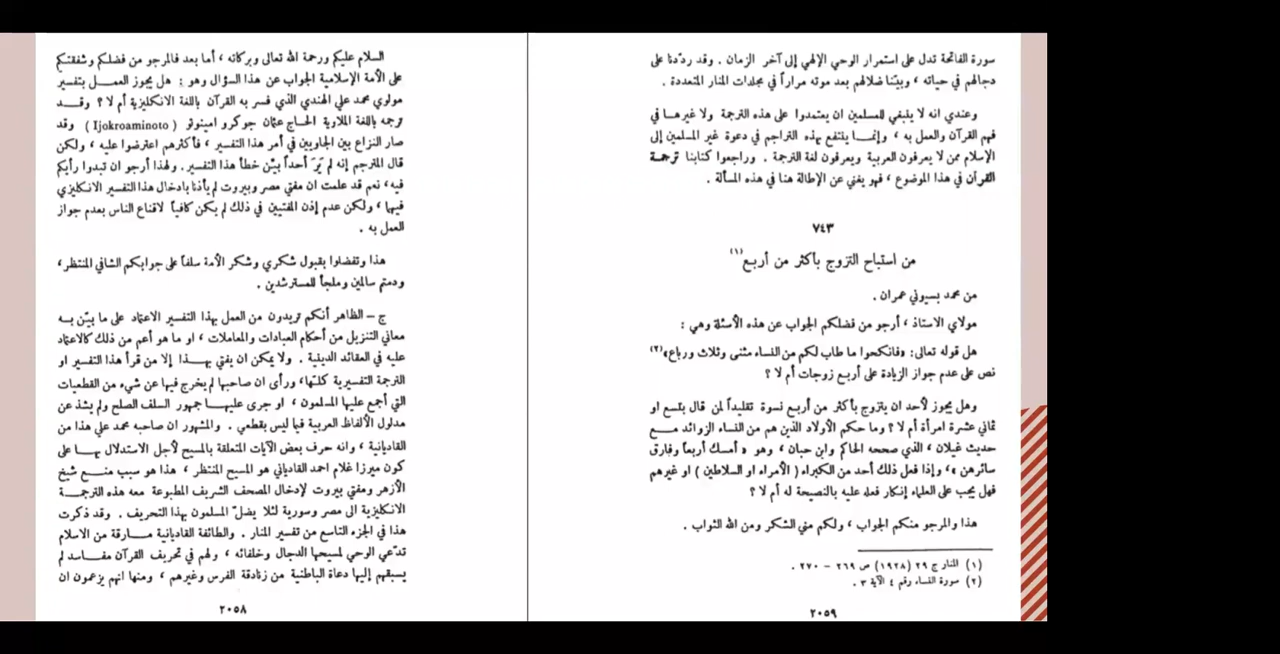 السلام عليكم ورحمة الله تعالى وبركاته ، أما بعد فالمرجو من فضلكم وشفقتكم
على الأمة الإسلامية الجواب عن هذا السؤال وهو : هل يجوز العمل بتفسير
مولوي محمد علي الهندي الذي فسر به القرآن باللغة الانكليزية أم لا ؟ وقد
ترجمه باللغة الملاوية الحاج عثمان جوكرو امينوتو ( Ijokroaminoto ) وقد
صار النزاع بين الجاويين في أمر هذا التفسير ، فأكثرهم اعترضوا عليه ، ولكن
قال المترجم إنه لم يَرَ أحداً بيّن خطأ هذا التفسير . ولهذا أرجو ان تبدوا رأيكم
فيه ، نعم قد علمت ان مفتي مصر وبيروت لم يأذنا بادخال هذا التفسير الانكليزي
فيها ، ولكن عدم إذن المفتيين في ذلك لم يكن كافياً لاقناع الناس بعدم جواز
العمل به .
هذا وتفضلوا بقبول شكري وشكر الأمة سلفاً على جوابكم الشافي المنتظر ،
ودمتم سالمين وملجأ للمسترشدين .
ج – الظاهر أنكم تريدون من العمل بهذا التفسير الاعتماد على ما بيّن به
معاني التنزيل من أحكام العبادات والمعاملات ، او ما هو أعم من ذلك كالاعتماد
عليه في العقائد الدينية . ولا يمكن ان يفتي بهذا إلا من قرأ هذا التفسير او
الترجمة التفسيرية كلها ، ورأى ان صاحبها لم يخرج فيها عن شيء من القطعيات
التي أجمع عليها المسلمون ، او جرى عليها جمهور السلف الصلح ولم يشذ عن
مدلول الألفاظ العربية فيما ليس بقطعي . والمشهور ان صاحبه محمد علي هذا من
القاديانية ، وانه حرف بعض الآيات المتعلقة بالمسيح لأجل الاستدلال بها على
كون ميرزا غلام احمد القادياني هو المسيح المنتظر ، هذا هو سبب منع شيخ
الأزهر ومفتي بيروت لإدخال المصحف الشريف المطبوعة معه هذه الترجمة
الانكليزية الى مصر وسورية لئلا يضلّ المسلمون بهذا التحريف . وقد ذكرت
هذا في الجزء التاسع من تفسير المنار . والطائفة القاديانية مارقة من الاسلام
تدّعي الوحي لمسيحها الدجال وخلفائه ، ولهم في تحريف القرآن مفاسد لم
يسبقهم إليها دعاة الباطنية من زنادقة الفرس وغيرهم ، ومنها انهم يزعمون ان
٢٠٥٨
سورة الفاتحة تدل على استمرار الوحي الإلهي إلى آخر الزمان . وقد ردّدنا على
دجالهم في حياته ، وبيّنا ضلالهم بعد موته مراراً في مجلدات المنار المتعددة .
وعندي انه لا ينبغي للمسلمين ان يعتمدوا على هذه الترجمة ولا غيرها في
فهم القرآن والعمل به ، وإنما ينتفع بهذه التراجم في دعوة غير المسلمين إلى
الإسلام ممن لا يعرفون العربية ويعرفون لغة الترجمة . وراجعوا كتابنا ترجمة
القرآن في هذا الموضوع ، فهو يغني عن الإطالة هنا في هذه المسألة .
٧٤٣
من استباح التزوج بأكثر من أربع (١)
من محمد بسيوني عمران .
مولاي الاستاذ ، أرجو من فضلكم الجواب عن هذه الأسئلة وهي :
هل قوله تعالى : «فانكحوا ما طاب لكم من النساء مثنى وثلاث ورباع»(٢)
نص على عدم جواز الزيادة على أربع زوجات أم لا ؟
وهل يجوز لأحد ان يتزوج بأكثر من أربع نسوة تقليداً لمن قال بتسع او
ثماني عشرة امرأة أم لا ؟ وما حكم الأولاد الذين هم من النساء الزوائد مع
حديث غيلان ، الذي صححه الحاكم وابن حبان ، وهو « أمسك أربعاً وفارق
سائرهن » ، وإذا فعل ذلك أحد من الكبراء ( الأمراء او السلاطين ) او غيرهم
فهل يجب على العلماء إنكار فعله عليه بالنصيحة له أم لا ؟
هذا والمرجو منكم الجواب ، ولكم مني الشكر ومن الله الثواب .
(١) المنار ج ٢٩ (١٩٢٨) ص ٢٦٩ – ٢٧٠ .
(٢) سورة النساء رقم ٤ الآية ٣ .
٢٠٥٩